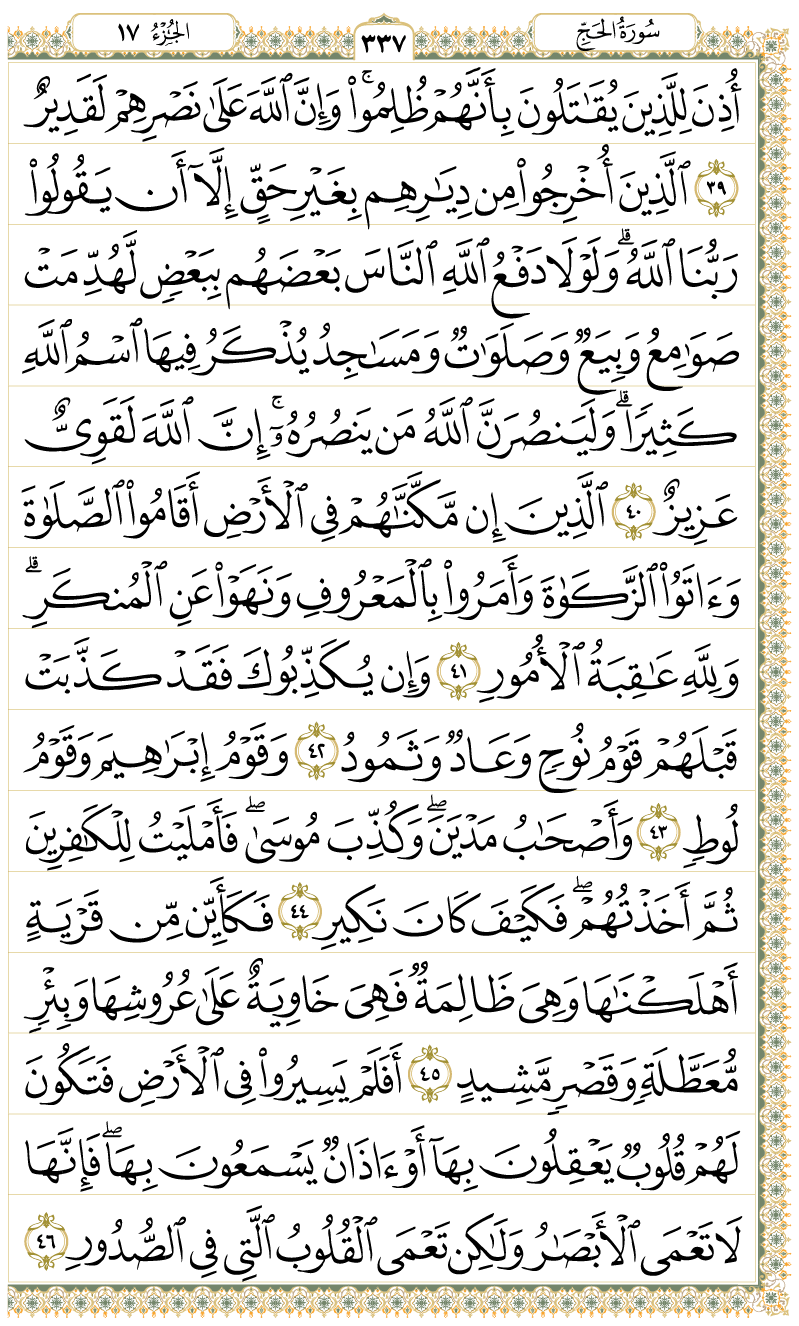 سُورَةُ الحَجِّ ٣٣٧ الجُزْءُ ١٧
أُذِنَ لِلَّذِينَ يُقَٰتَلُونَ بِأَنَّهُمۡ ظُلِمُواْۚ وَإِنَّ ٱللَّهَ عَلَىٰ نَصۡرِهِمۡ لَقَدِيرٌ
٣٩ ٱلَّذِينَ أُخۡرِجُواْ مِن دِيَٰرِهِم بِغَيۡرِ حَقٍّ إِلَّآ أَن يَقُولُواْ
رَبُّنَا ٱللَّهُۗ وَلَوۡلَا دَفۡعُ ٱللَّهِ ٱلنَّاسَ بَعۡضَهُم بِبَعۡضٖ لَّهُدِّمَتۡ
صَوَٰمِعُ وَبِيَعٞ وَصَلَوَٰتٞ وَمَسَٰجِدُ يُذۡكَرُ فِيهَا ٱسۡمُ ٱللَّهِ
كَثِيرٗاۗ وَلَيَنصُرَنَّ ٱللَّهُ مَن يَنصُرُهُۥٓۚ إِنَّ ٱللَّهَ لَقَوِيٌّ
عَزِيزٌ ٤٠ ٱلَّذِينَ إِن مَّكَّنَّٰهُمۡ فِي ٱلۡأَرۡضِ أَقَامُواْ ٱلصَّلَوٰةَ
وَءَاتَوُاْ ٱلزَّكَوٰةَ وَأَمَرُواْ بِٱلۡمَعۡرُوفِ وَنَهَوۡاْ عَنِ ٱلۡمُنكَرِۗ
وَلِلَّهِ عَٰقِبَةُ ٱلۡأُمُورِ ٤١ وَإِن يُكَذِّبُوكَ فَقَدۡ كَذَّبَتۡ
قَبۡلَهُمۡ قَوۡمُ نُوحٖ وَعَادٞ وَثَمُودُ ٤٢ وَقَوۡمُ إِبۡرَٰهِيمَ وَقَوۡمُ
لُوطٖ ٤٣ وَأَصۡحَٰبُ مَدۡيَنَۖ وَكُذِّبَ مُوسَىٰۖ فَأَمۡلَيۡتُ لِلۡكَٰفِرِينَ
ثُمَّ أَخَذۡتُهُمۡۖ فَكَيۡفَ كَانَ نَكِيرِ ٤٤ فَكَأَيِّن مِّن قَرۡيَةٍ
أَهۡلَكۡنَٰهَا وَهِيَ ظَالِمَةٞ فَهِيَ خَاوِيَةٌ عَلَىٰ عُرُوشِهَا وَبِئۡرٖ
مُّعَطَّلَةٖ وَقَصۡرٖ مَّشِيدٍ ٤٥ أَفَلَمۡ يَسِيرُواْ فِي ٱلۡأَرۡضِ فَتَكُونَ
لَهُمۡ قُلُوبٞ يَعۡقِلُونَ بِهَآ أَوۡ ءَاذَانٞ يَسۡمَعُونَ بِهَاۖ فَإِنَّهَا
لَا تَعۡمَى ٱلۡأَبۡصَٰرُ وَلَٰكِن تَعۡمَى ٱلۡقُلُوبُ ٱلَّتِي فِي ٱلصُّدُورِ ٤٦